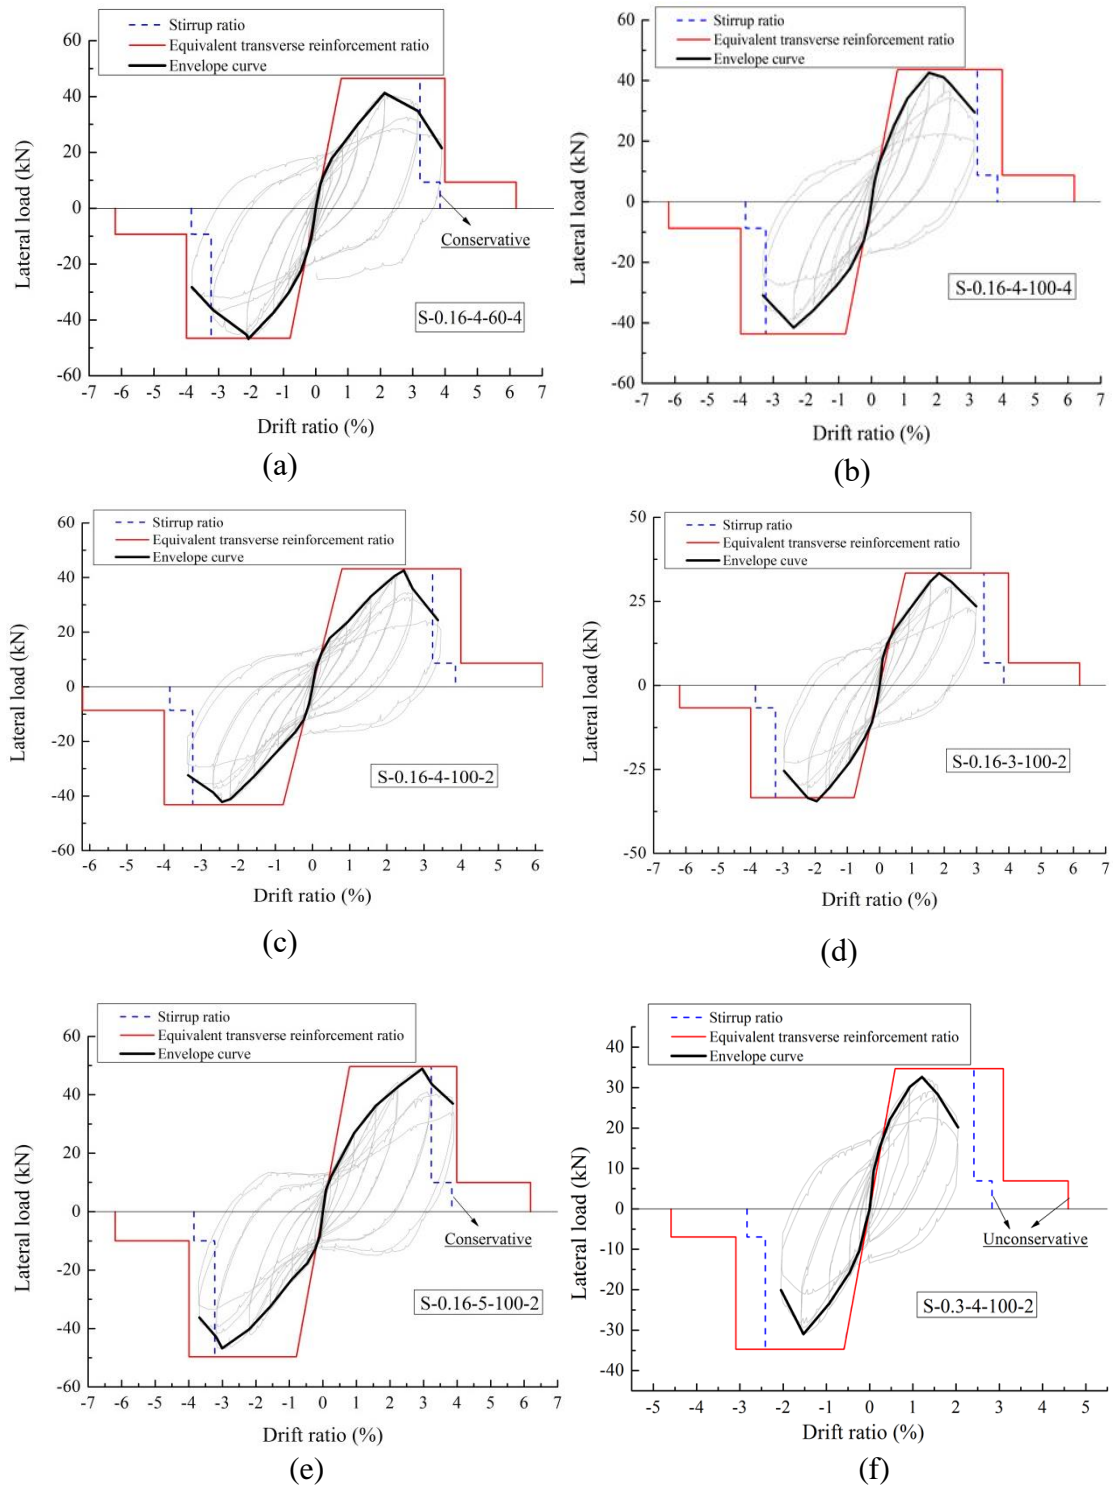 Stirrup ratio
Equivalent transverse reinforcement ratio
Envelope curve
60
40
20
0
-20
-40
-60
Lateral load (kN)
Conservative
S-0.16-4-60-4
-7 -6 -5 -4 -3 -2 -1 0 1 2 3 4 5 6 7
Drift ratio (%)
(a)
Stirrup ratio
Equivalent transverse reinforcement ratio
Envelope curve
60
40
20
0
-20
-40
-60
Lateral load (kN)
S-0.16-4-100-4
-7 -6 -5 -4 -3 -2 -1 0 1 2 3 4 5 6 7
Drift ratio (%)
(b)
Stirrup ratio
Equivalent transverse reinforcement ratio
Envelope curve
60
40
20
0
-20
-40
-60
Lateral load (kN)
S-0.16-4-100-2
-6 -5 -4 -3 -2 -1 0 1 2 3 4 5 6
Drift ratio (%)
(c)
Stirrup ratio
Equivalent transverse reinforcement ratio
Envelope cuve
50
25
0
-25
-50
Lateral load (kN)
S-0.16-3-100-2
-7 -6 -5 -4 -3 -2 -1 0 1 2 3 4 5 6 7
Drift ratio (%)
(d)
Stirrup ratio
Equivalent transverse reinforcement ratio
Envelope curve
60
40
20
0
-20
-40
-60
Lateral load (kN)
Conservative
S-0.16-5-100-2
-7 -6 -5 -4 -3 -2 -1 0 1 2 3 4 5 6 7
Drift ratio (%)
(e)
Stirrup ratio
Equivalent transverse reinforcement ratio
Envelope curve
40
30
20
10
0
-10
-20
-30
-40
Lateral load (kN)
Unconservative
S-0.3-4-100-2
-5 -4 -3 -2 -1 0 1 2 3 4 5
Drift ratio (%)
(f)